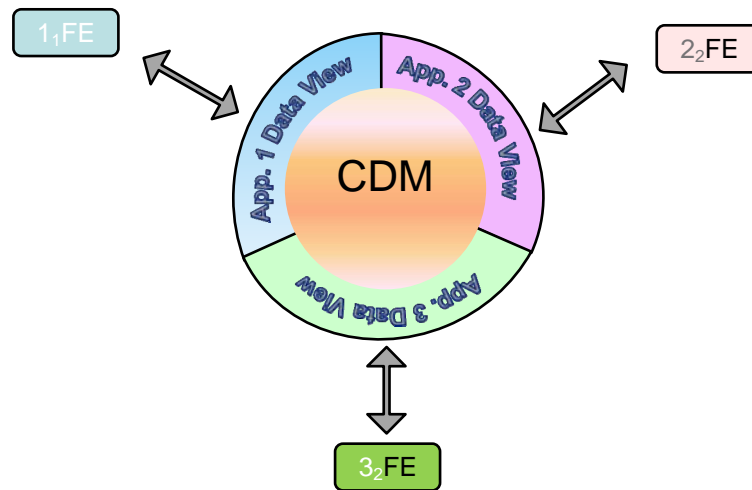 1₁FE
2₂FE
App. 1 Data View
App. 2 Data View
CDM
App. 3 Data View
3₂FE